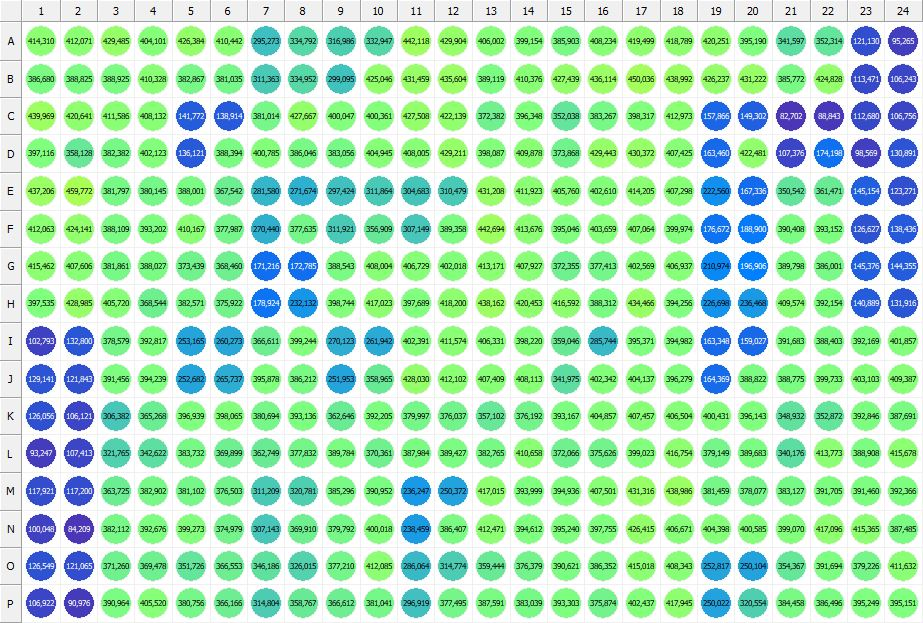 1 2 3 4 5 6 7 8 9 10 11 12 13 14 15 16 17 18 19 20 21 22 23 24
A 414,310 412,071 429,485 404,101 426,384 410,442 295,273 334,792 316,986 332,947 442,118 429,904 406,002 399,154 385,903 408,234 419,499 418,789 420,251 395,190 341,597 352,314 121,130 95,265
B 386,680 388,825 388,925 410,328 382,867 381,035 311,363 334,952 299,095 425,046 431,459 435,604 389,119 410,376 427,439 436,114 450,036 438,992 426,237 431,222 385,772 424,828 113,471 106,243
C 439,969 420,641 411,586 408,132 141,772 138,914 381,014 427,667 400,047 400,361 427,508 422,139 372,382 396,348 352,038 383,267 398,317 412,973 157,866 149,302 82,702 88,843 112,680 106,756
D 397,116 358,128 382,382 402,123 136,121 388,394 400,785 386,046 383,056 404,945 408,005 429,211 398,087 409,878 373,868 429,443 430,372 407,425 163,460 422,481 107,376 174,198 98,569 130,891
E 437,206 459,772 381,797 380,145 388,001 367,542 281,580 271,674 297,424 311,864 304,683 310,479 431,208 411,923 405,760 402,610 414,205 407,298 222,560 167,336 350,542 361,471 145,154 123,271
F 412,063 424,141 388,109 393,202 410,167 377,987 270,440 377,635 311,921 356,909 307,149 389,358 442,694 413,676 395,046 403,659 407,064 399,974 176,672 188,900 390,408 393,152 126,627 138,436
G 415,462 407,606 381,861 388,027 373,439 368,460 171,216 172,785 388,543 408,004 406,729 402,018 413,171 407,927 372,355 377,413 402,569 406,937 210,974 196,906 389,798 386,001 145,376 144,355
H 397,535 428,985 405,720 368,544 382,571 375,922 178,924 232,132 398,744 417,023 397,689 418,200 438,162 420,453 416,592 388,312 434,466 394,256 226,698 236,468 409,574 392,154 140,889 131,916
I 102,793 132,800 378,579 392,817 253,165 260,273 366,611 399,244 270,123 261,942 402,391 411,574 406,331 398,220 359,046 285,744 395,371 394,982 163,348 159,027 391,683 388,403 392,169 401,857
J 129,141 121,843 391,456 394,239 252,682 265,737 395,878 386,212 251,953 358,965 428,030 412,102 407,409 408,113 341,975 402,342 404,137 396,279 164,369 388,822 388,775 399,733 403,103 409,387
K 126,056 106,121 306,382 365,268 396,939 398,065 380,694 393,136 362,646 392,205 379,997 376,037 357,102 376,192 393,167 404,857 407,457 406,504 400,431 396,143 348,932 352,872 392,846 387,691
L 93,247 107,413 321,765 342,622 383,732 369,899 362,749 377,832 389,784 370,361 387,984 389,427 382,765 410,658 372,066 375,626 399,023 416,754 379,149 389,683 340,176 413,773 388,908 415,678
M 117,921 117,200 363,725 382,902 381,102 376,503 311,209 320,781 385,296 390,952 236,247 250,372 417,015 393,999 394,936 407,501 431,316 438,986 381,459 378,077 383,127 391,705 391,460 392,366
N 100,048 84,209 382,112 392,676 399,273 374,979 307,143 369,910 379,792 400,018 238,459 386,407 412,471 394,612 395,240 397,755 426,415 406,671 404,398 400,585 399,070 417,096 415,365 387,485
O 126,549 121,065 371,260 369,478 351,726 366,553 346,186 326,015 377,210 412,085 286,064 314,774 359,444 376,379 390,621 386,352 415,018 408,343 252,817 250,104 354,367 391,694 379,226 411,632
P 106,922 90,976 390,964 405,520 380,756 366,166 314,804 358,767 366,612 381,041 296,919 377,495 387,591 383,039 393,303 375,874 402,437 417,945 250,022 320,554 384,458 386,496 395,249 395,151